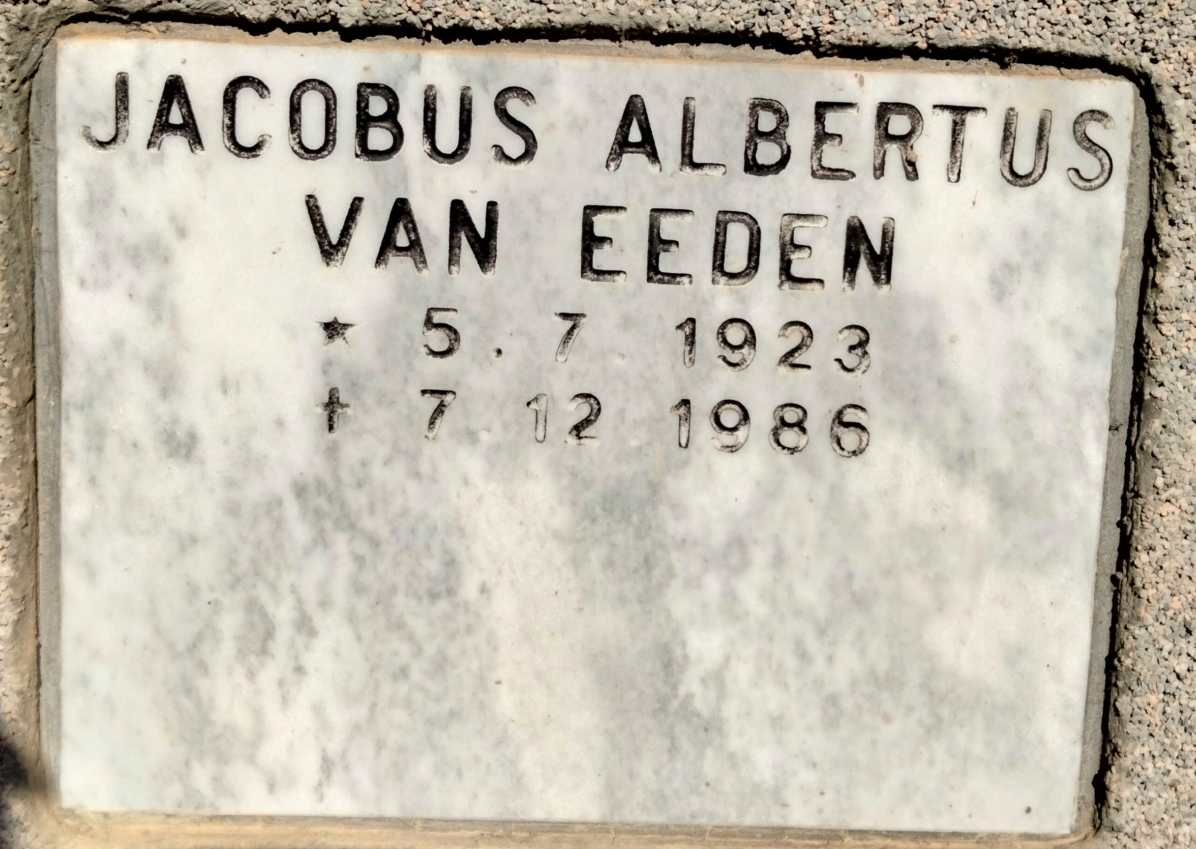 JACOBUS ALBERTUS
VAN EEDEN
★ 5. 7 1923
✝ 7. 12 1986